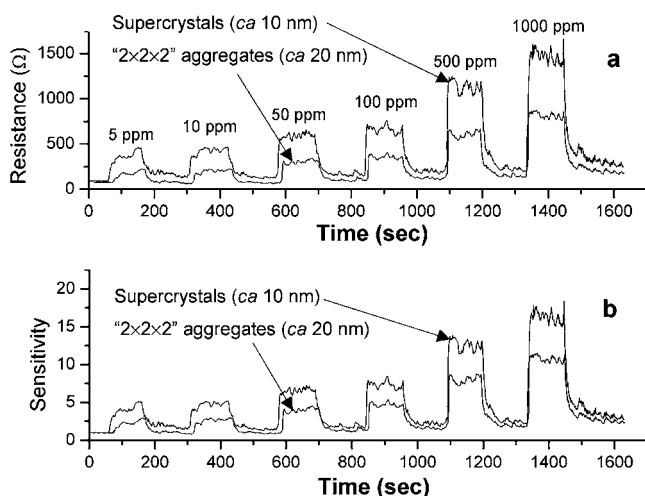 1500
1000
500
0
Resistance (Ω)
Supercrystals (ca 10 nm)
"2×2×2" aggregates (ca 20 nm)
5 ppm
10 ppm
50 ppm
100 ppm
500 ppm
1000 ppm
a
0 200 400 600 800 1000 1200 1400 1600
Time (sec)
20
15
10
5
0
Sensitivity
Supercrystals (ca 10 nm)
"2×2×2" aggregates (ca 20 nm)
b
0 200 400 600 800 1000 1200 1400 1600
Time (sec)